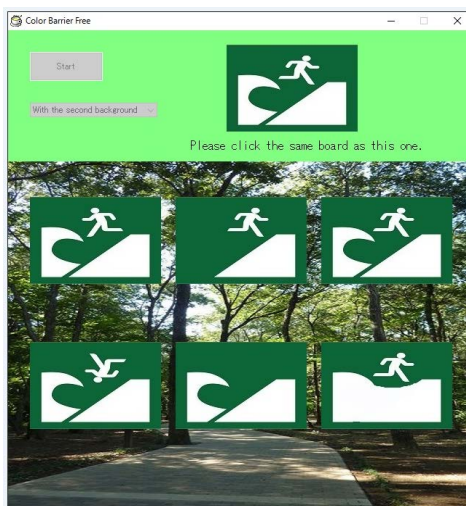 Color Barrier Free
Start
With the second background
Please click the same board as this one.